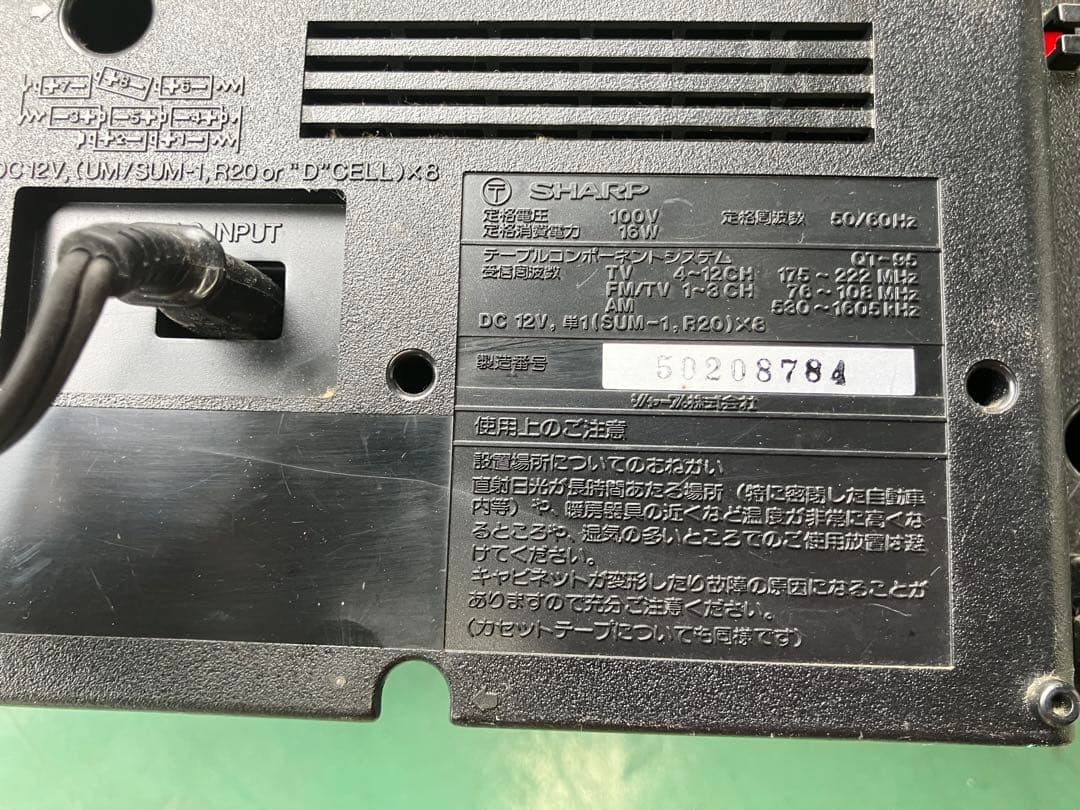 DC 12V, (UM/SUM-1, R20 or "D" CELL)×8
INPUT
SHARP
定格電圧 100V 定格周波数 50/60Hz
定格消費電力 16W
テーブルコンポーネントシステム QT-95
受信周波数 TV 4~12CH 175~222MHz
FM/TV 1~3CH 76~108MHz
AM 530~1605kHz
DC 12V, 単1(SUM-1, R20)×8
製造番号 50208784
シャープ株式会社
使用上のご注意
設置場所についてのおねがい
直射日光が長時間あたる場所(特に密閉した自動車
内等)や、暖房器具の近くなど温度が非常に高くな
るところや、湿気の多いところでのご使用放置は避
けてください。
キャビネットが変形したり故障の原因になることが
ありますので充分ご注意ください。
(カセットテープについても同様です)